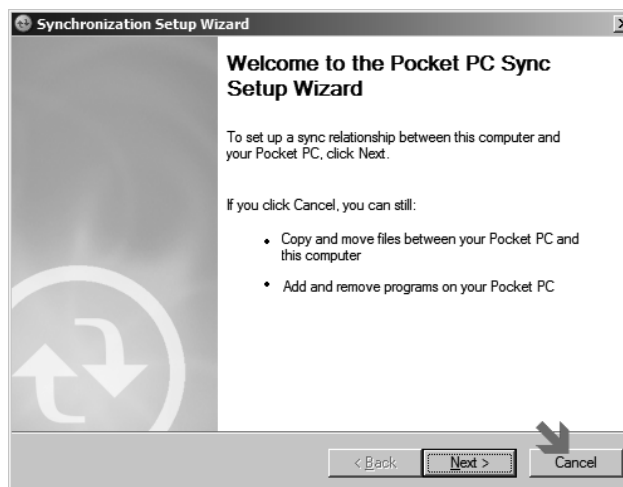 Synchronization Setup Wizard
Welcome to the Pocket PC Sync
Setup Wizard
To set up a sync relationship between this computer and
your Pocket PC, click Next.
If you click Cancel, you can still:
• Copy and move files between your Pocket PC and
this computer
• Add and remove programs on your Pocket PC
< Back Next > Cancel